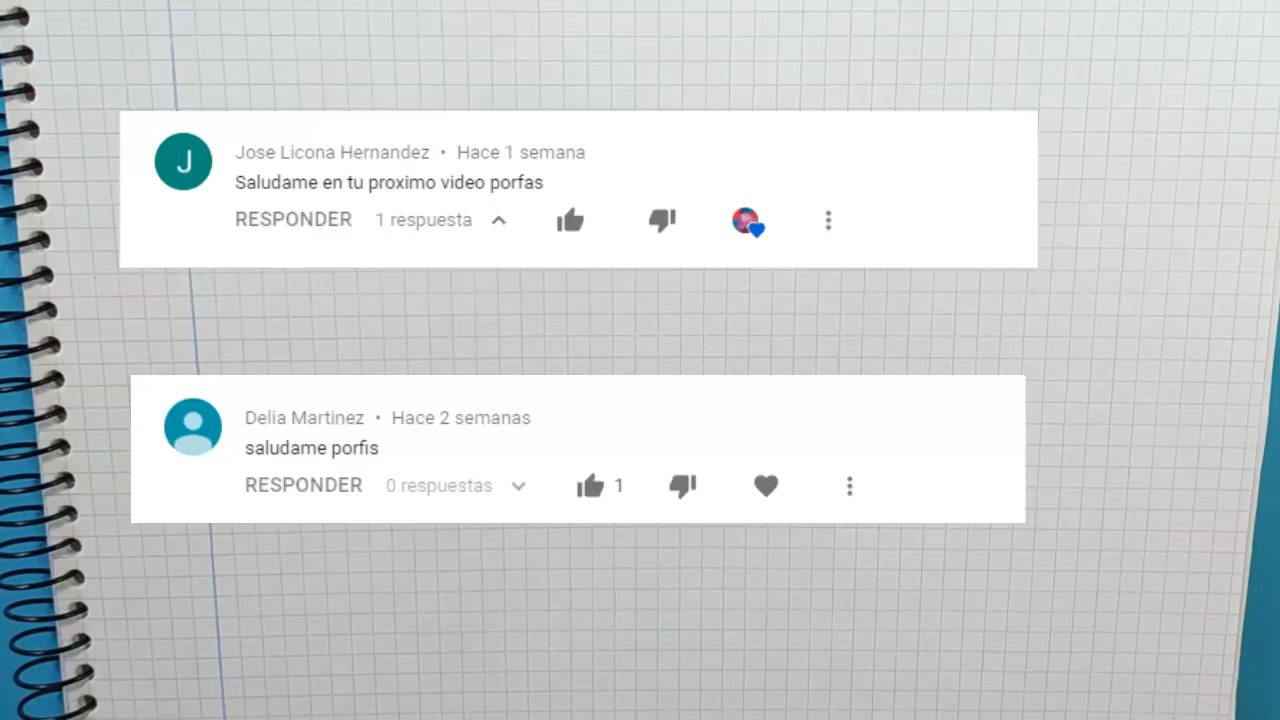 J
Jose Licona Hernandez • Hace 1 semana
Saludame en tu proximo video porfas
RESPONDER 1 respuesta
Delia Martinez • Hace 2 semanas
saludame porfis
RESPONDER 0 respuestas 1